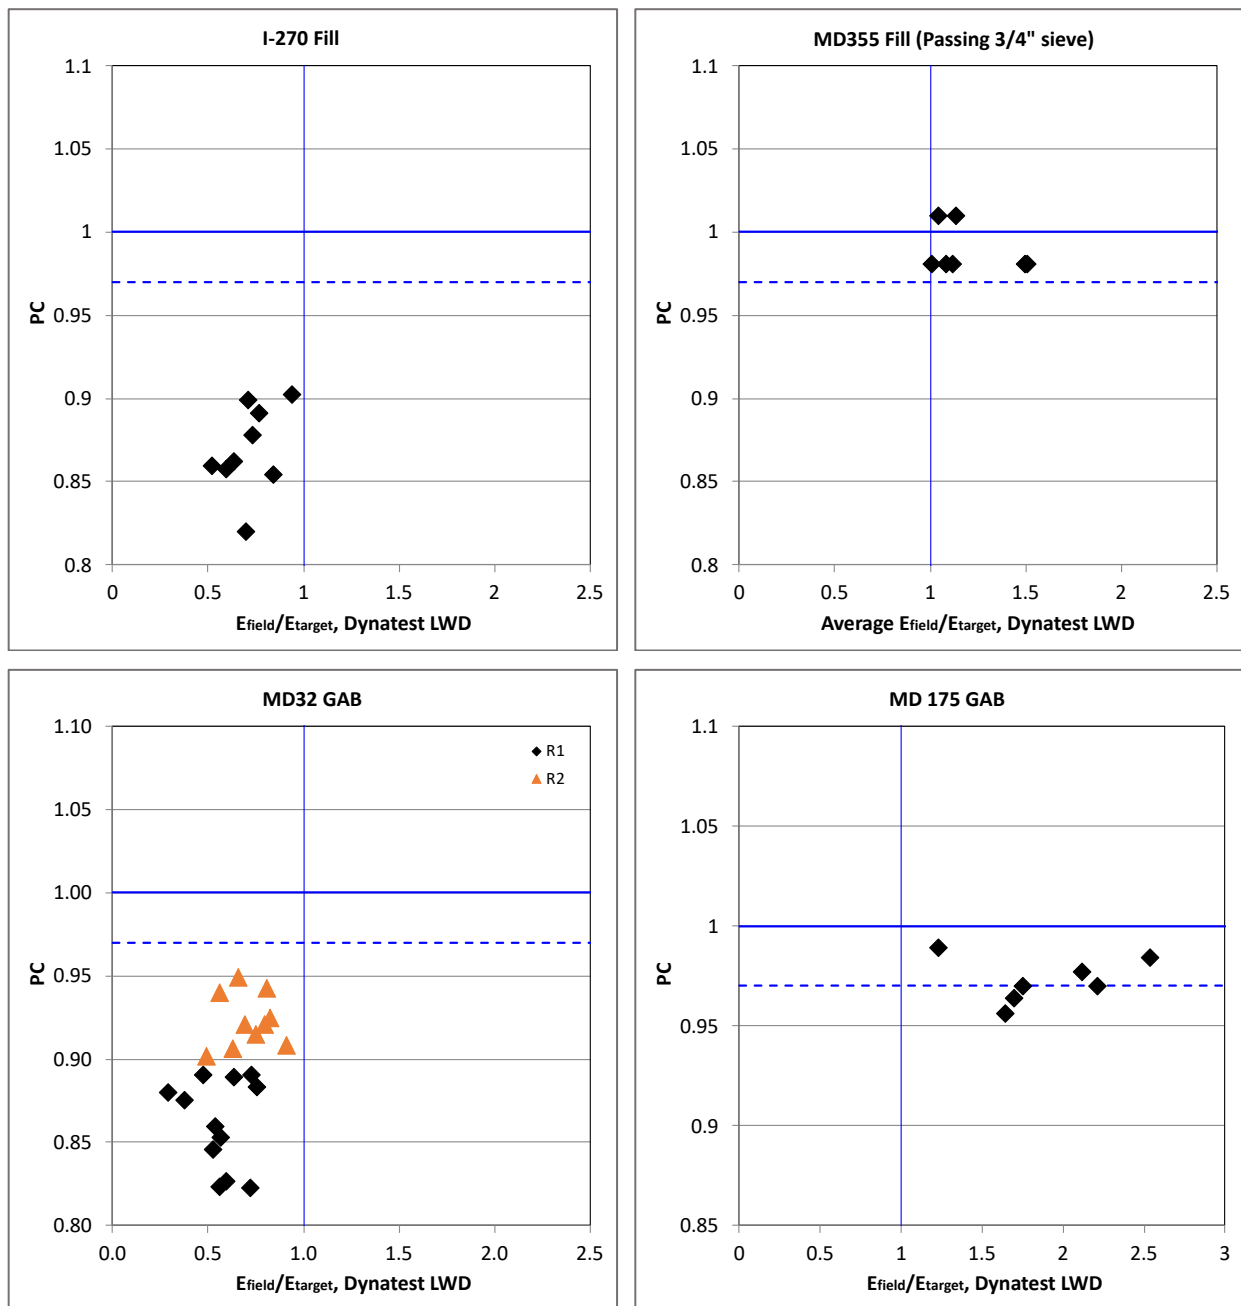 I-270 Fill
1.1
1.05
1
0.95
0.9
0.85
0.8
PC
0 0.5 1 1.5 2 2.5
Efield/Etarget, Dynatest LWD
MD355 Fill (Passing 3/4" sieve)
1.1
1.05
1
0.95
0.9
0.85
0.8
PC
0 0.5 1 1.5 2 2.5
Average Efield/Etarget, Dynatest LWD
MD32 GAB
R1
R2
1.10
1.05
1.00
0.95
0.90
0.85
0.80
PC
0.0 0.5 1.0 1.5 2.0 2.5
Efield/Etarget, Dynatest LWD
MD 175 GAB
1.1
1.05
1
0.95
0.9
0.85
PC
0 0.5 1 1.5 2 2.5 3
Efield/Etarget, Dynatest LWD